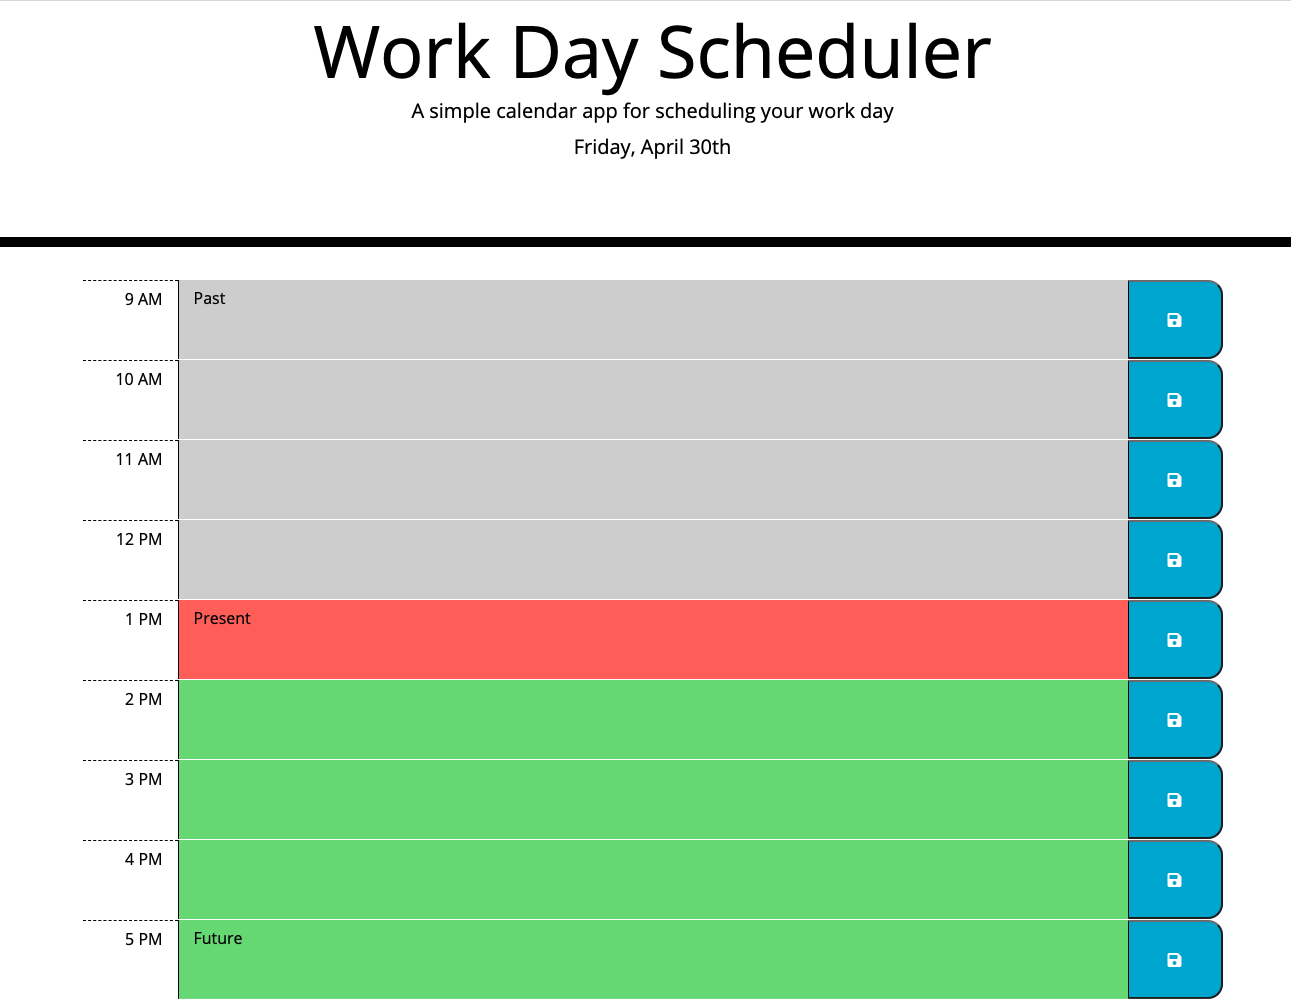 Work Day Scheduler
A simple calendar app for scheduling your work day
Friday, April 30th
9 AM Past
10 AM
11 AM
12 PM
1 PM Present
2 PM
3 PM
4 PM
5 PM Future